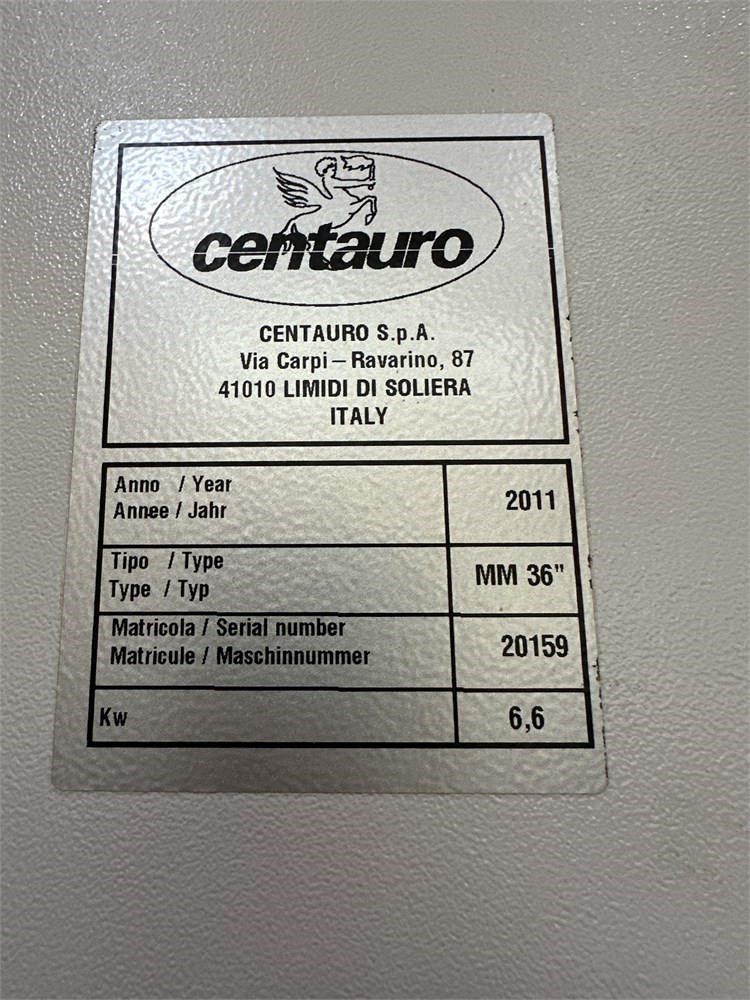 centauro
CENTAURO S.p.A.
Via Carpi – Ravarino, 87
41010 LIMIDI DI SOLIERA
ITALY
Anno / Year
Annee / Jahr
2011
Tipo / Type
Type / Typ
MM 36"
Matricola / Serial number
Matricule / Maschinnummer
20159
Kw
6,6